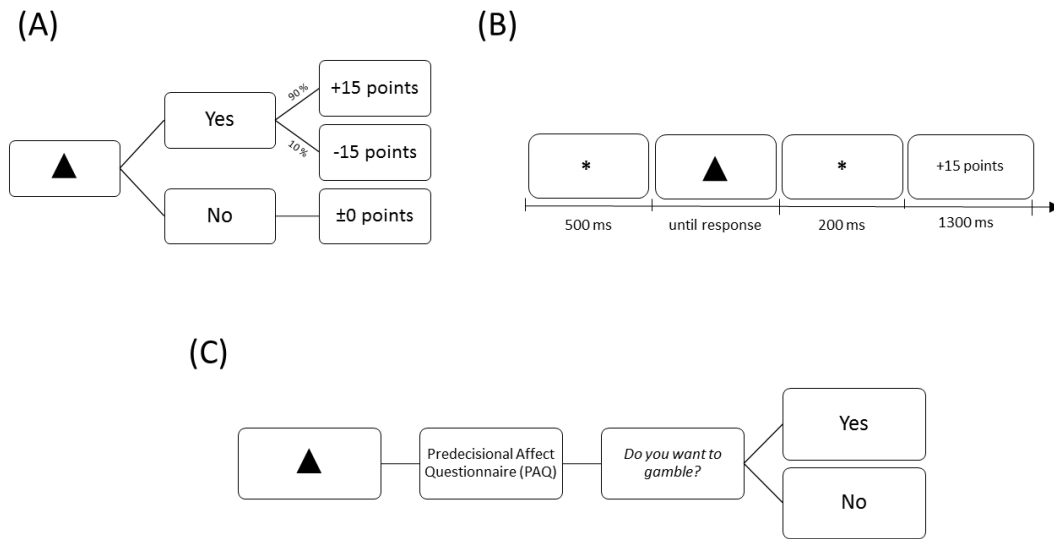 (A)
Yes
90 %
10 %
+15 points
-15 points
No
±0 points
(B)
*
*
+15 points
500 ms
until response
200 ms
1300 ms
(C)
Predecisional Affect
Questionnaire (PAQ)
Do you want to
gamble?
Yes
No